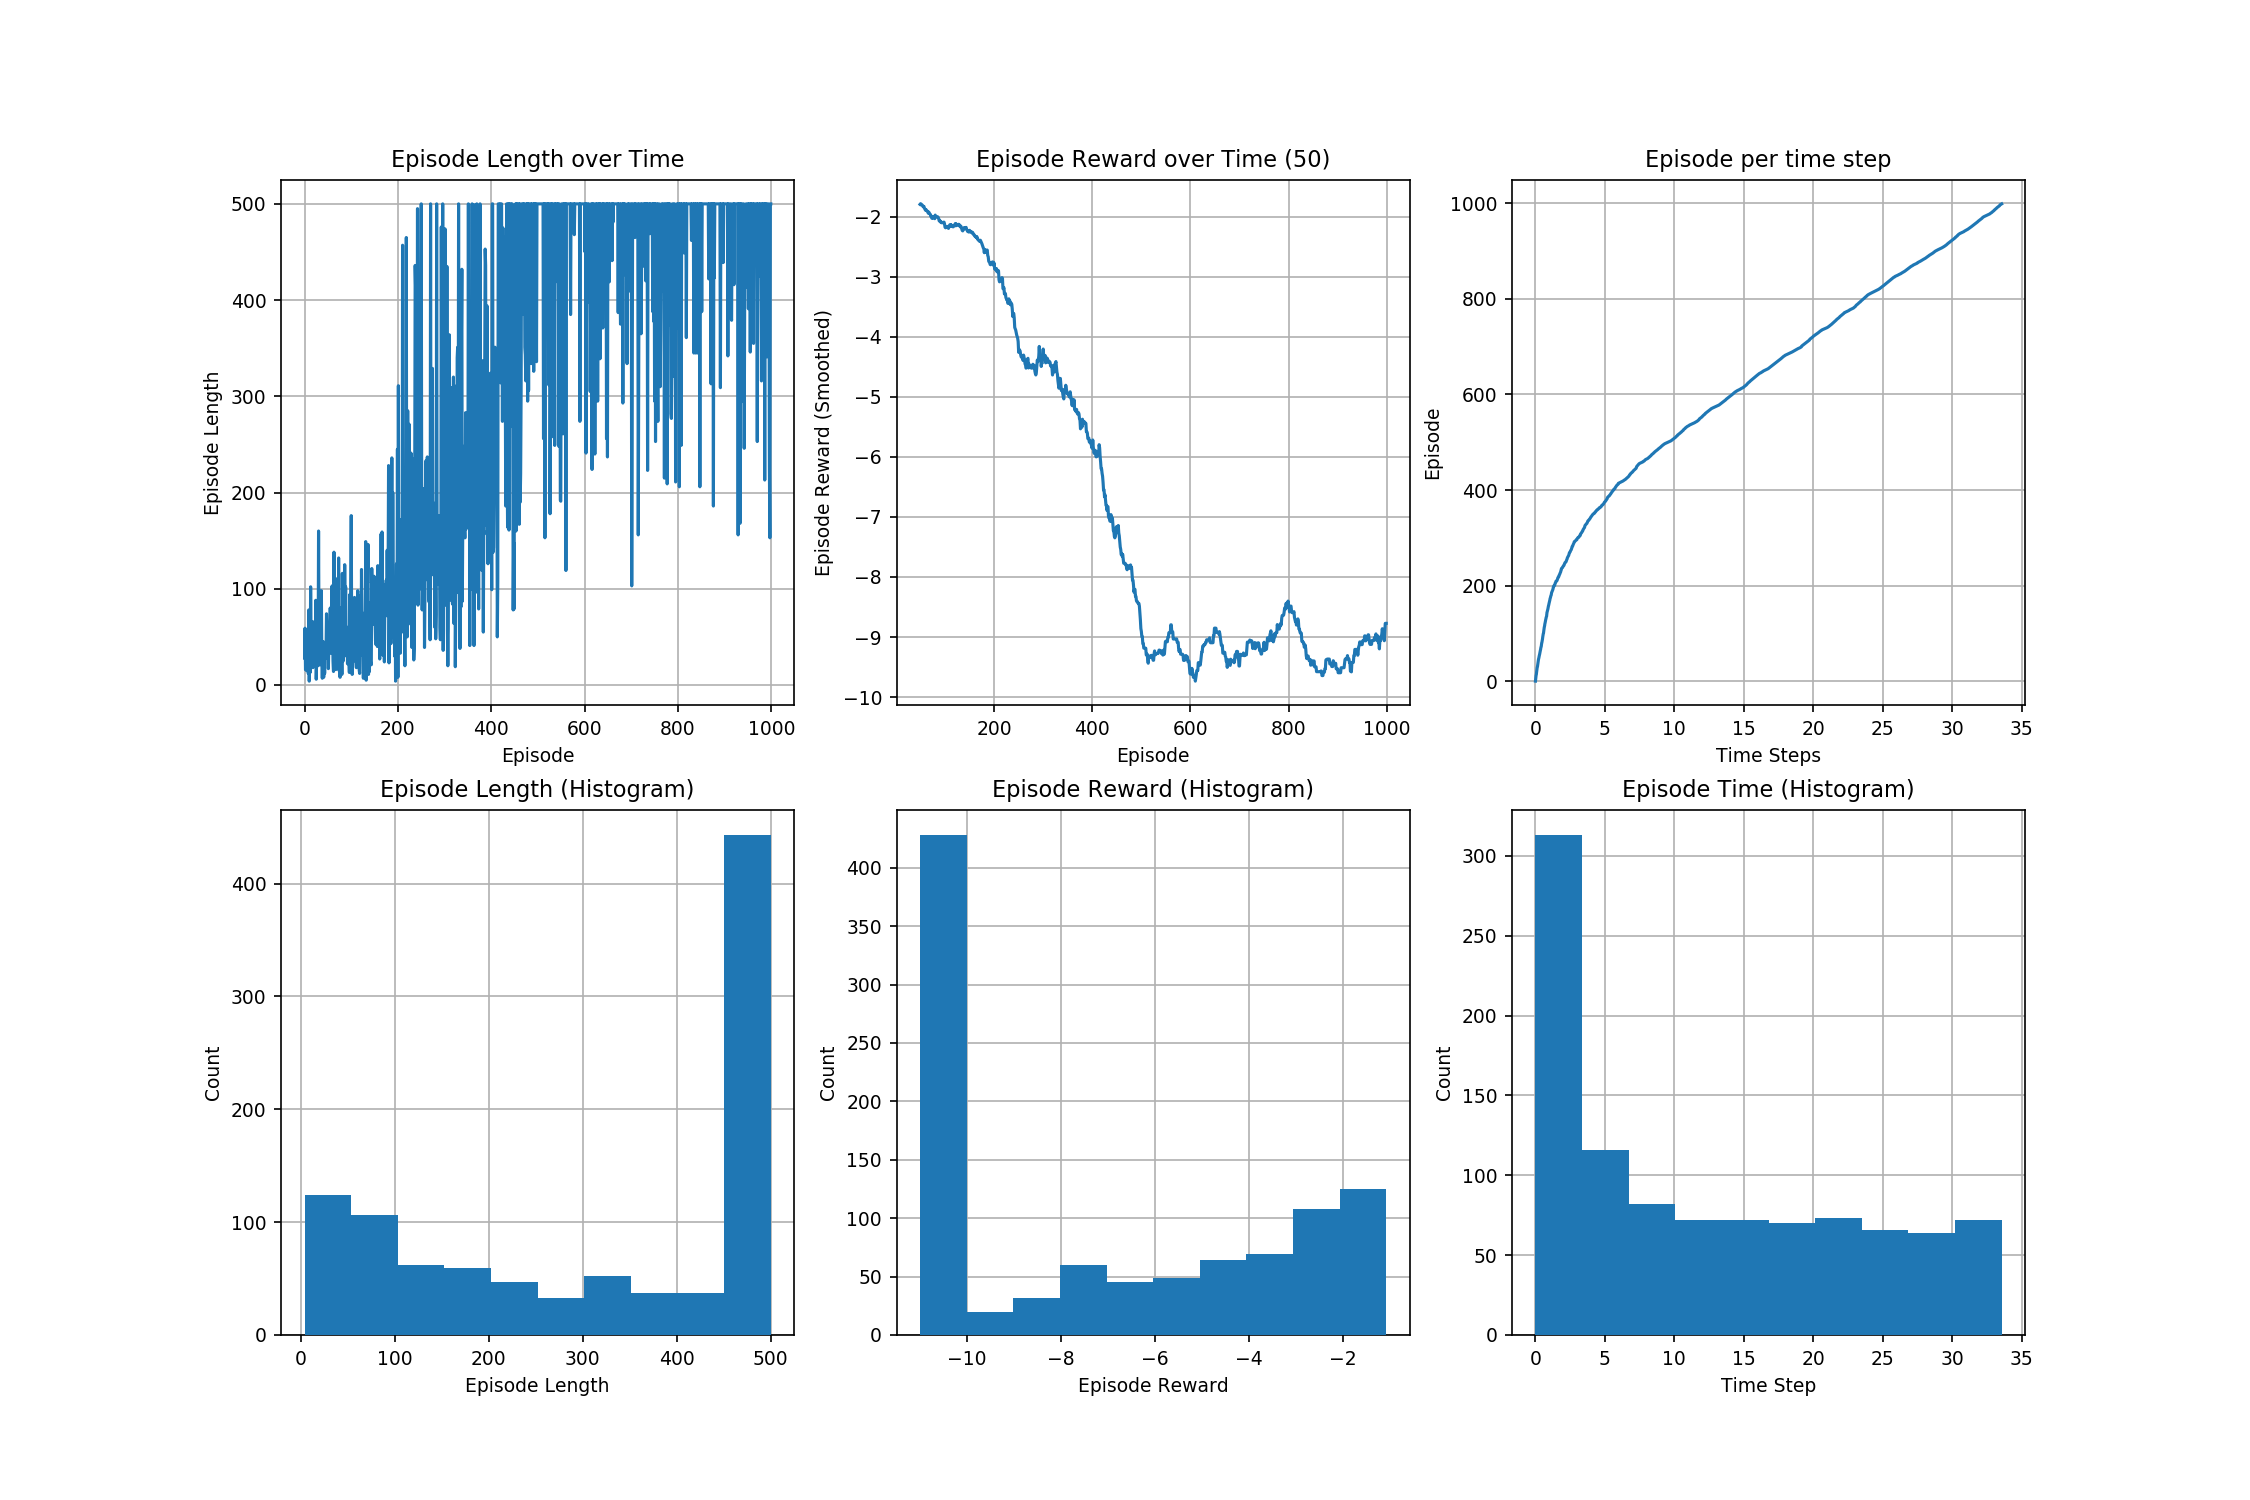 Episode Length over Time
Episode Length
500
400
300
200
100
0
0 200 400 600 800 1000
Episode
Episode Reward over Time (50)
Episode Reward (Smoothed)
−2
−3
−4
−5
−6
−7
−8
−9
−10
200 400 600 800 1000
Episode
Episode per time step
Episode
1000
800
600
400
200
0
0 5 10 15 20 25 30 35
Time Steps
Episode Length (Histogram)
Count
400
300
200
100
0
0 100 200 300 400 500
Episode Length
Episode Reward (Histogram)
Count
400
350
300
250
200
150
100
50
0
−10 −8 −6 −4 −2
Episode Reward
Episode Time (Histogram)
Count
300
250
200
150
100
50
0
0 5 10 15 20 25 30 35
Time Step